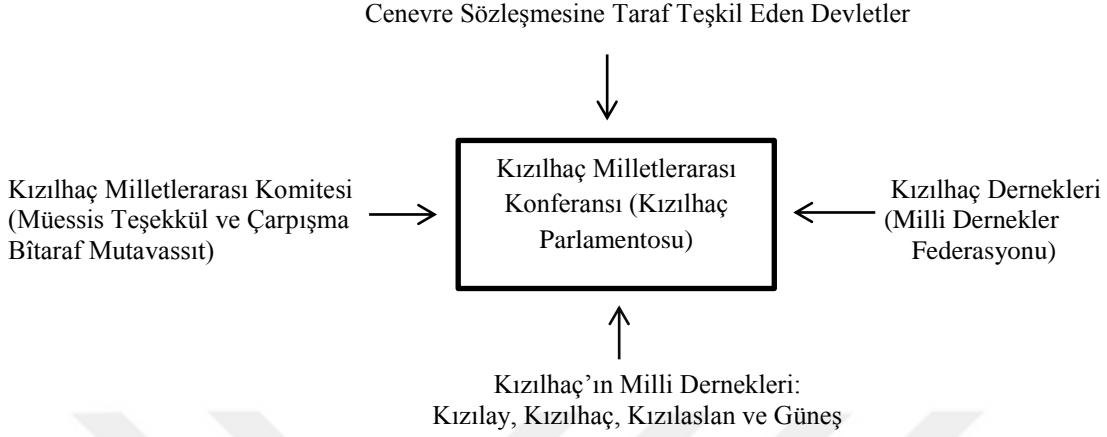 Cenevre Sözleşmesine Taraf Teşkil Eden Devletler
Kızılhaç Milletlerarası Komitesi
(Müessis Teşekkül ve Çarpışma
Bîtaraf Mutavassıt)
Kızılhaç Milletlerarası
Konferansı (Kızılhaç
Parlamentosu)
Kızılhaç Dernekleri
(Milli Dernekler
Federasyonu)
Kızılhaç’ın Milli Dernekleri:
Kızılay, Kızılhaç, Kızılaslan ve Güneş